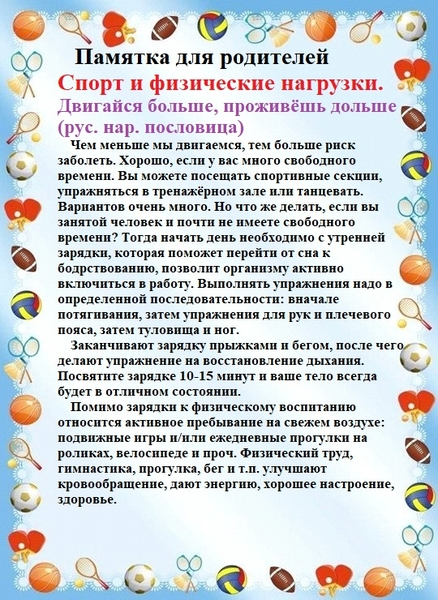 Памятка для родителей
Спорт и физические нагрузки.
Двигайся больше, проживёшь дольше
(рус. нар. пословица)
Чем меньше мы двигаемся, тем больше риск
заболеть. Хорошо, если у вас много свободного
времени. Вы можете посещать спортивные секции,
упражняться в тренажёрном зале или танцевать.
Вариантов очень много. Но что же делать, если вы
занятой человек и почти не имеете свободного
времени? Тогда начать день необходимо с утренней
зарядки, которая поможет перейти от сна к
бодрствованию, позволит организму активно
включиться в работу. Выполнять упражнения надо в
определенной последовательности: вначале
потягивания, затем упражнения для рук и плечевого
пояса, затем туловища и ног.
Заканчивают зарядку прыжками и бегом, после чего
делают упражнение на восстановление дыхания.
Посвятите зарядке 10-15 минут и ваше тело всегда
будет в отличном состоянии.
Помимо зарядки к физическому воспитанию
относится активное пребывание на свежем воздухе:
подвижные игры и/или ежедневные прогулки на
роликах, велосипеде и проч. Физический труд,
гимнастика, прогулка, бег и т.п. улучшают
кровообращение, дают энергию, хорошее настроение,
здоровье.